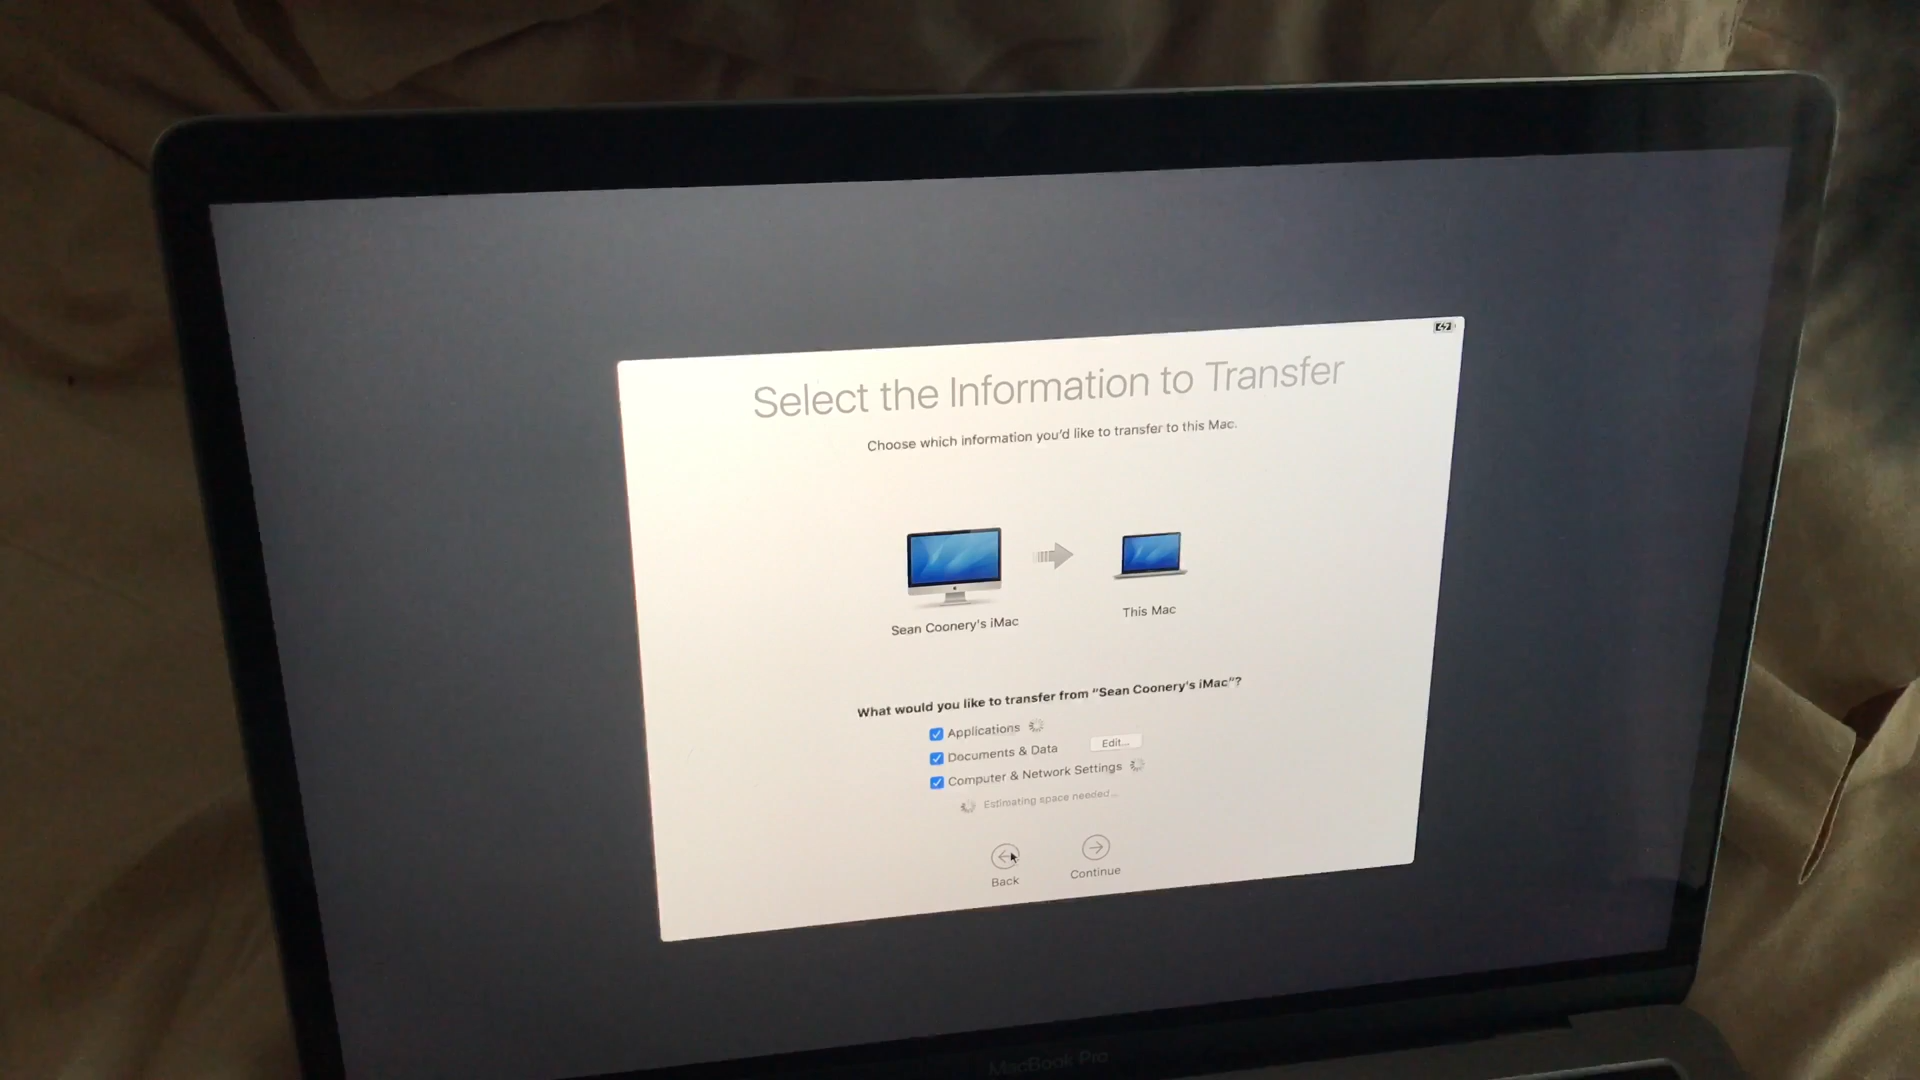 Select the Information to Transfer
Choose which information you'd like to transfer to this Mac.
Sean Coonery's iMac
This Mac
What would you like to transfer from "Sean Coonery's iMac"?
Applications
Documents & Data
Edit...
Computer & Network Settings
Estimating space needed...
Back
Continue
MacBook Pro